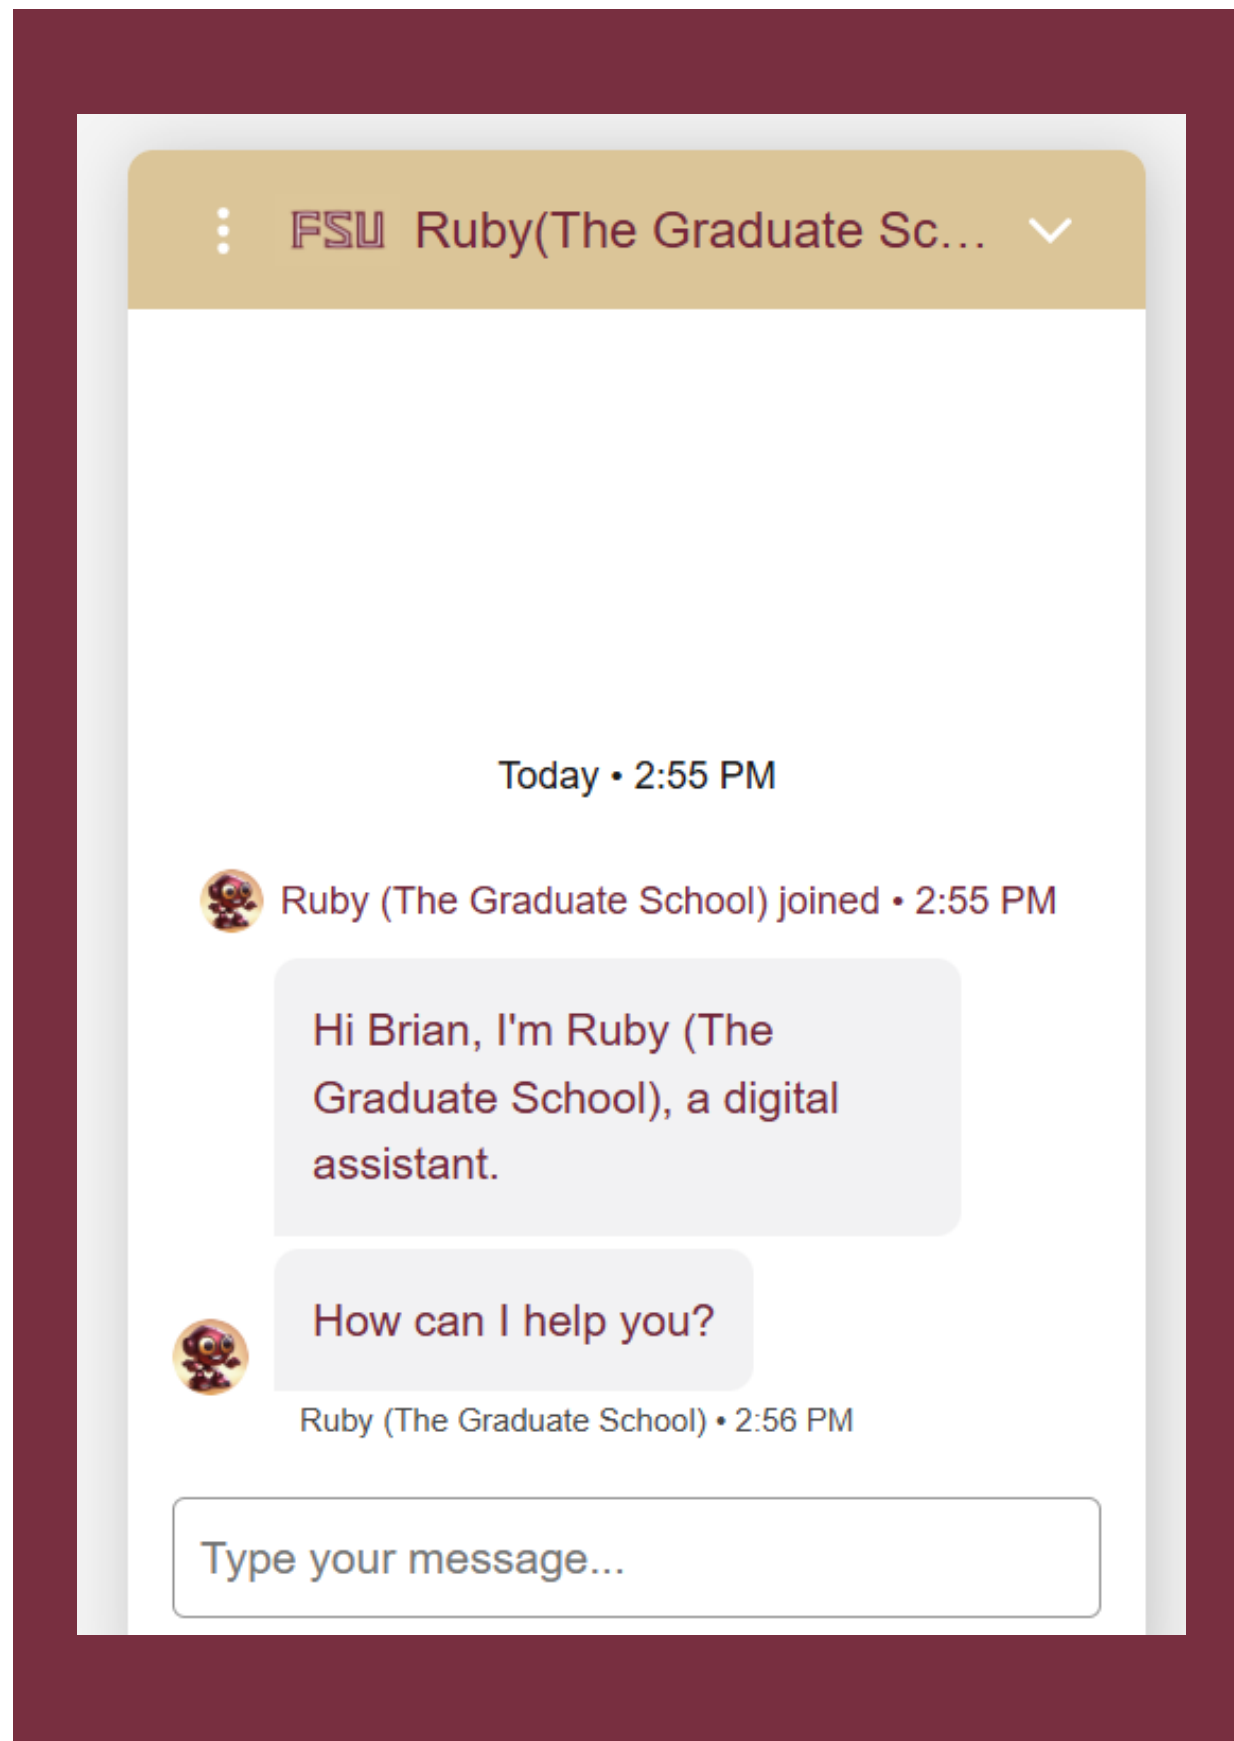 FSU Ruby(The Graduate Sc...
Today • 2:55 PM
Ruby (The Graduate School) joined • 2:55 PM
Hi Brian, I'm Ruby (The
Graduate School), a digital
assistant.
How can I help you?
Ruby (The Graduate School) • 2:56 PM
Type your message...